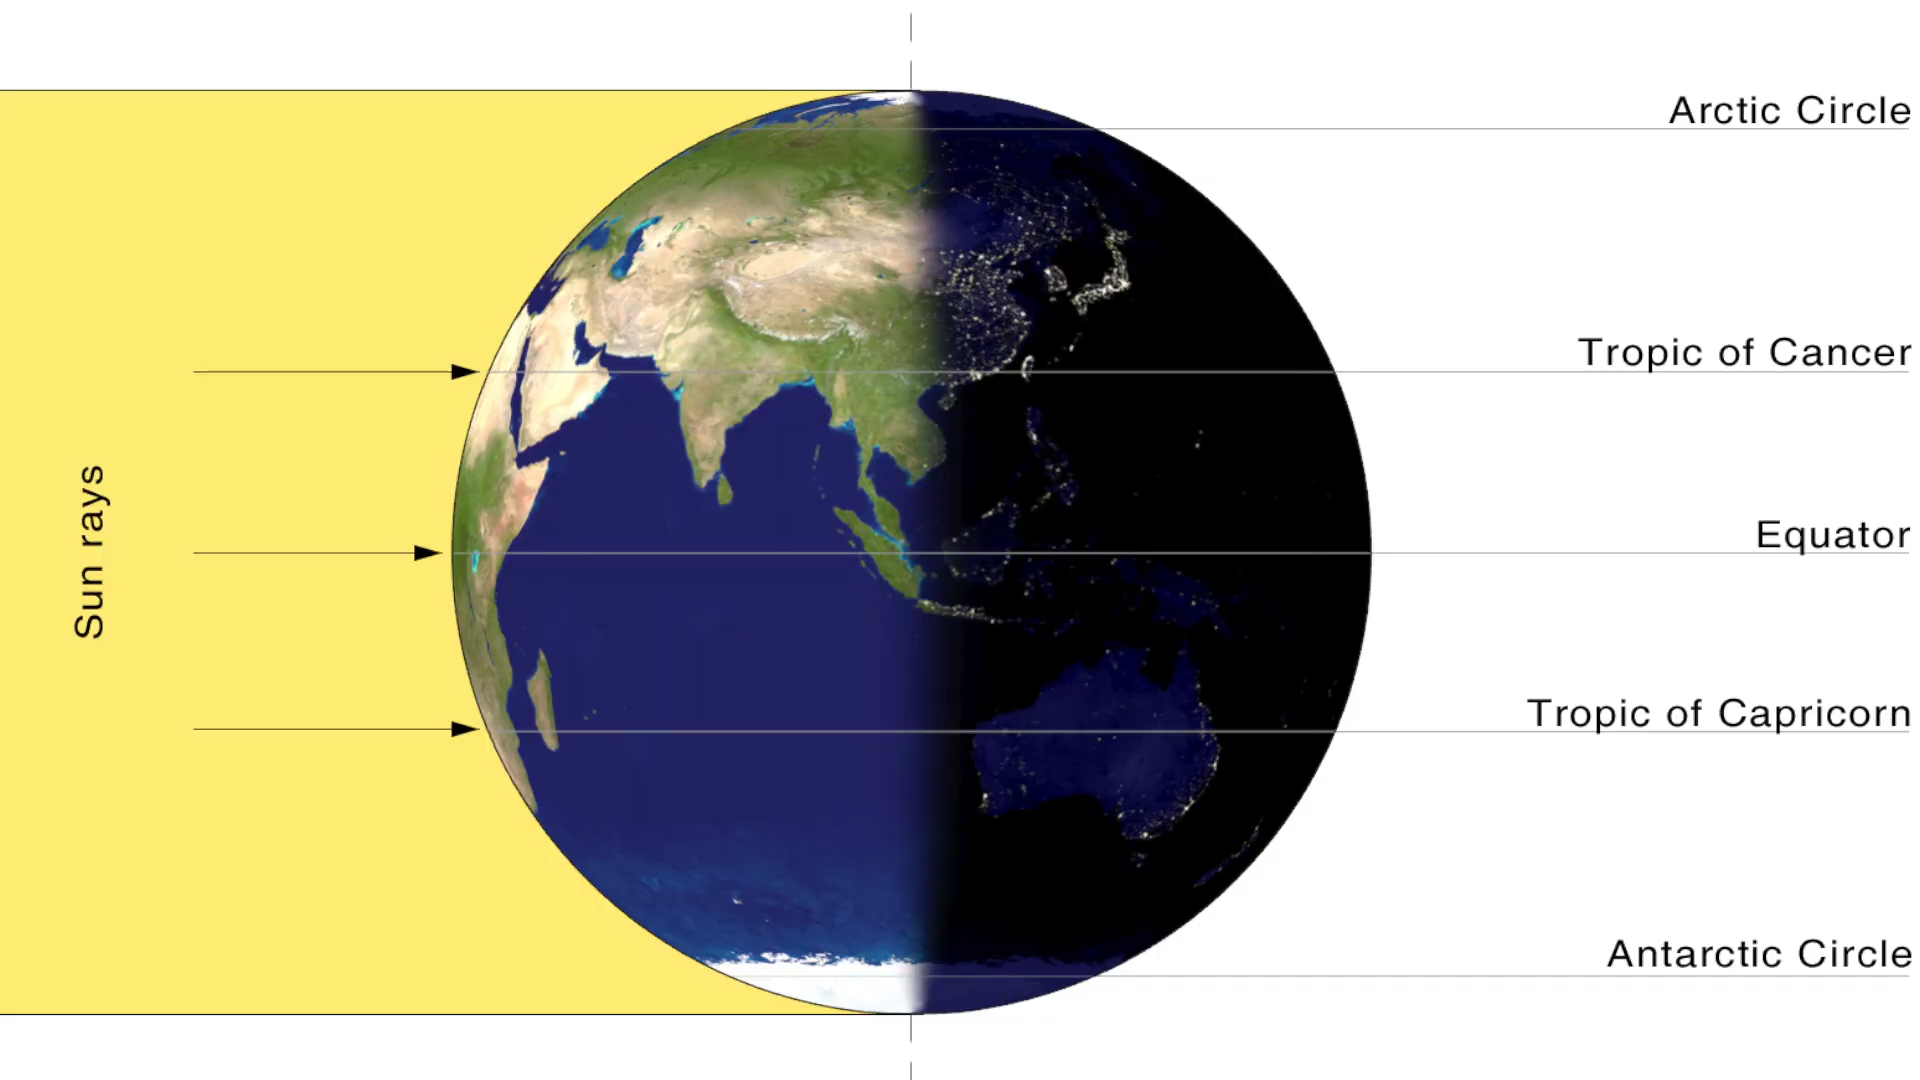 Arctic Circle
Tropic of Cancer
Sun rays
Equator
Tropic of Capricorn
Antarctic Circle